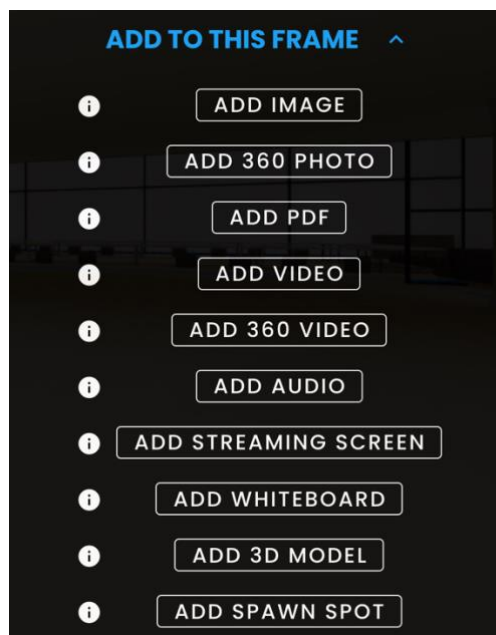 ADD TO THIS FRAME
ADD IMAGE
ADD 360 PHOTO
ADD PDF
ADD VIDEO
ADD 360 VIDEO
ADD AUDIO
ADD STREAMING SCREEN
ADD WHITEBOARD
ADD 3D MODEL
ADD SPAWN SPOT